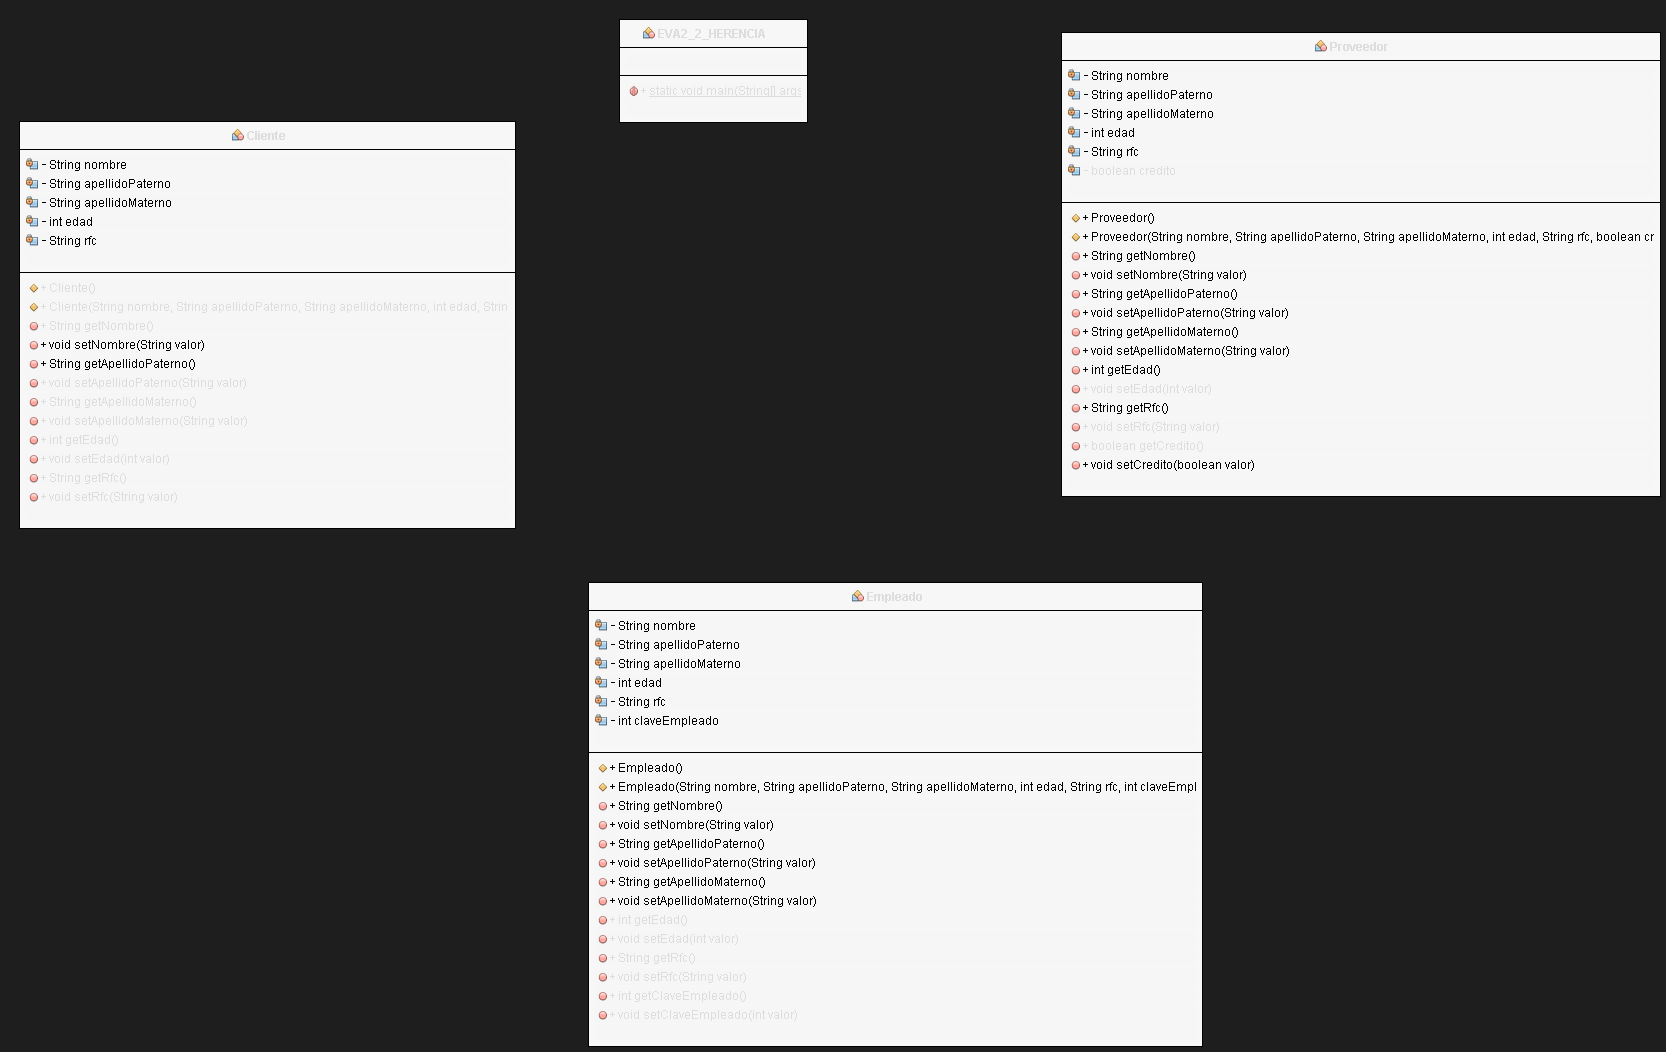 EVA2_2_HERENCIA
+ static void main(String[] args
Cliente
- String nombre
- String apellidoPaterno
- String apellidoMaterno
- int edad
- String rfc
+ Cliente()
+ Cliente(String nombre, String apellidoPaterno, String apellidoMaterno, int edad, Strin
+ String getNombre()
+ void setNombre(String valor)
+ String getApellidoPaterno()
+ void setApellidoPaterno(String valor)
+ String getApellidoMaterno()
+ void setApellidoMaterno(String valor)
+ int getEdad()
+ void setEdad(int valor)
+ String getRfc()
+ void setRfc(String valor)
Proveedor
- String nombre
- String apellidoPaterno
- String apellidoMaterno
- int edad
- String rfc
- boolean credito
+ Proveedor()
+ Proveedor(String nombre, String apellidoPaterno, String apellidoMaterno, int edad, String rfc, boolean cr
+ String getNombre()
+ void setNombre(String valor)
+ String getApellidoPaterno()
+ void setApellidoPaterno(String valor)
+ String getApellidoMaterno()
+ void setApellidoMaterno(String valor)
+ int getEdad()
+ void setEdad(int valor)
+ String getRfc()
+ void setRfc(String valor)
+ boolean getCredito()
+ void setCredito(boolean valor)
Empleado
- String nombre
- String apellidoPaterno
- String apellidoMaterno
- int edad
- String rfc
- int claveEmpleado
+ Empleado()
+ Empleado(String nombre, String apellidoPaterno, String apellidoMaterno, int edad, String rfc, int claveEmpl
+ String getNombre()
+ void setNombre(String valor)
+ String getApellidoPaterno()
+ void setApellidoPaterno(String valor)
+ String getApellidoMaterno()
+ void setApellidoMaterno(String valor)
+ int getEdad()
+ void setEdad(int valor)
+ String getRfc()
+ void setRfc(String valor)
+ int getClaveEmpleado()
+ void setClaveEmpleado(int valor)